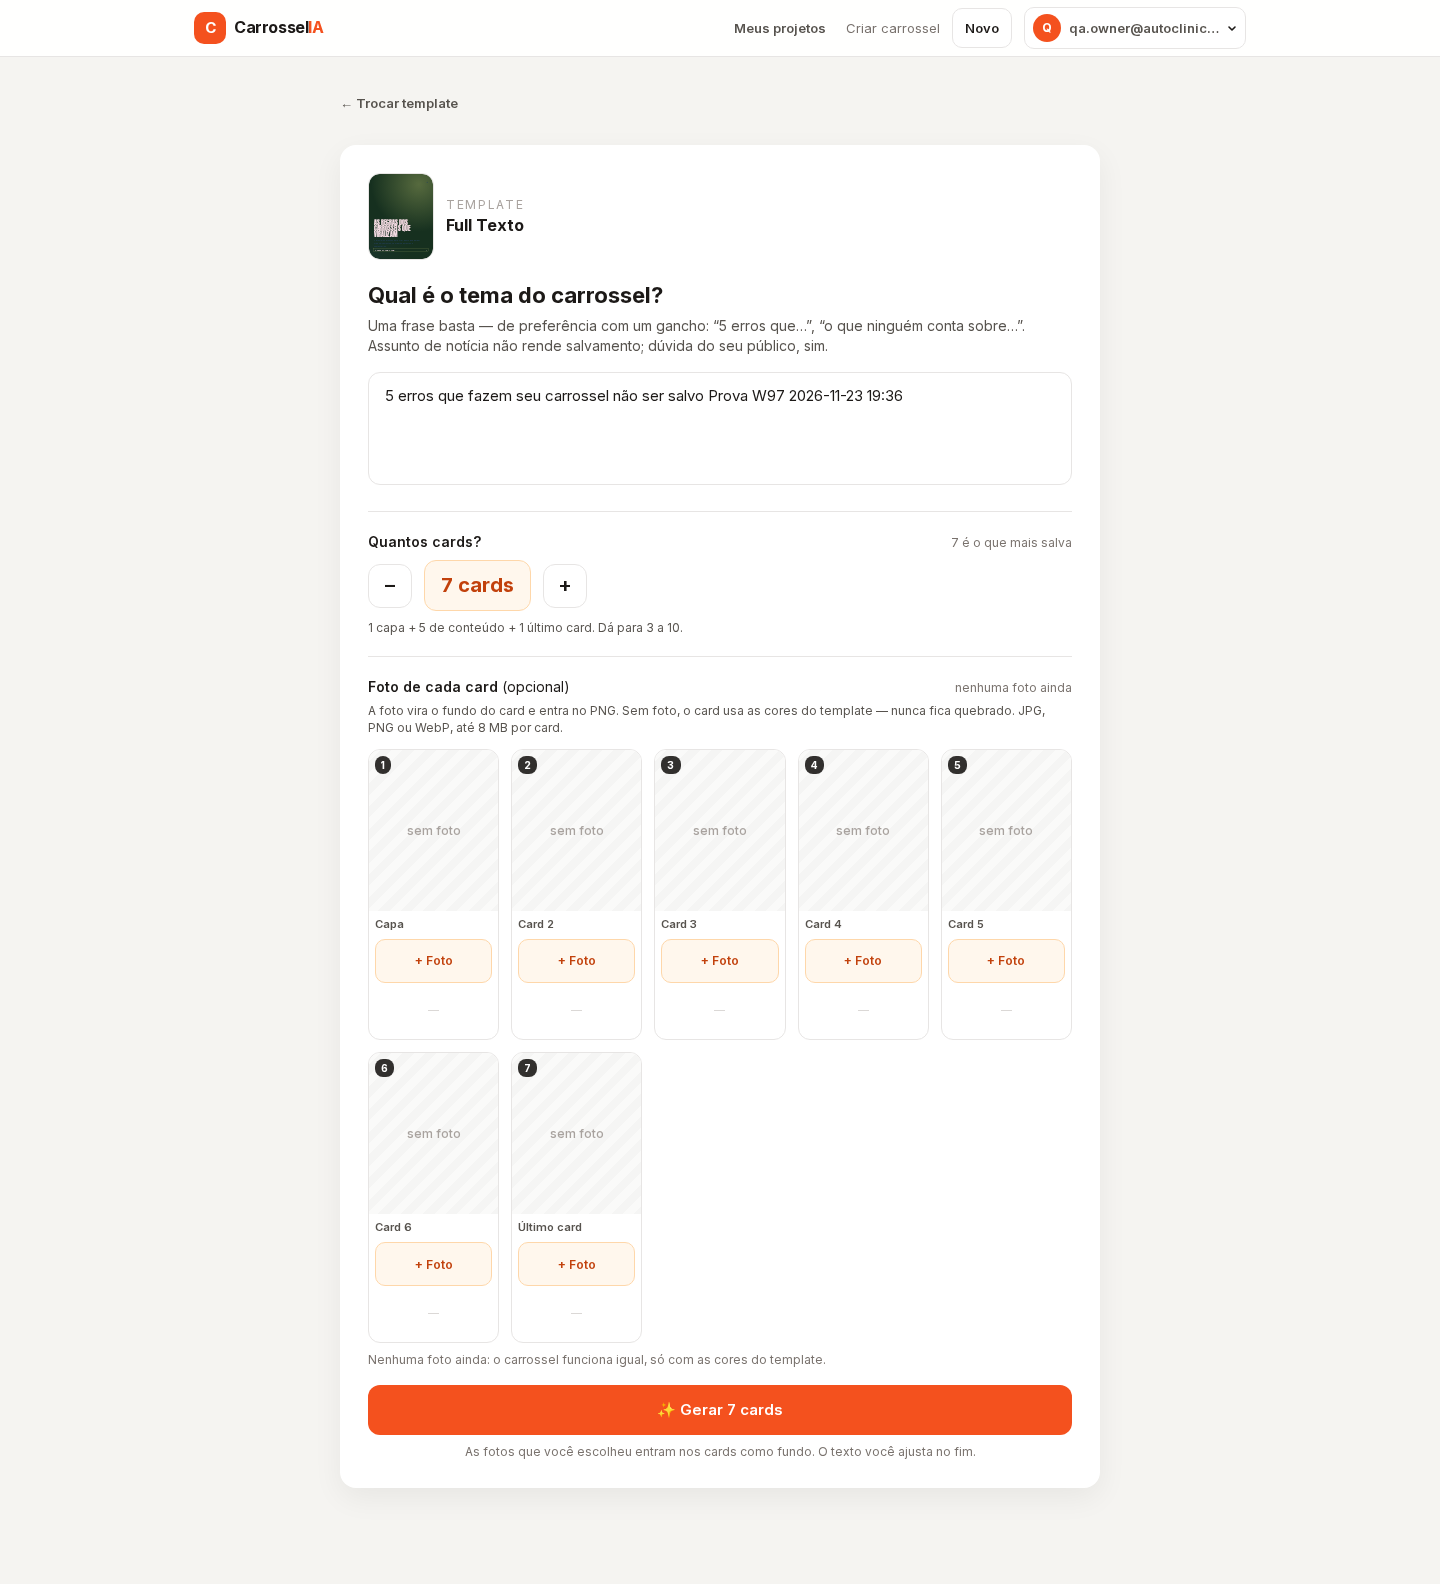 C CarrosselIA Meus projetos Criar carrossel Novo Q qa.owner@autoclinic...
← Trocar template
TEMPLATE
Full Texto
Qual é o tema do carrossel?
Uma frase basta — de preferência com um gancho: “5 erros que…”, “o que ninguém conta sobre…”.
Assunto de notícia não rende salvamento; dúvida do seu público, sim.
5 erros que fazem seu carrossel não ser salvo Prova W97 2026-11-23 19:36
Quantos cards? 7 é o que mais salva
− 7 cards +
1 capa + 5 de conteúdo + 1 último card. Dá para 3 a 10.
Foto de cada card (opcional) nenhuma foto ainda
A foto vira o fundo do card e entra no PNG. Sem foto, o card usa as cores do template — nunca fica quebrado. JPG,
PNG ou WebP, até 8 MB por card.
1 2 3 4 5
sem foto sem foto sem foto sem foto sem foto
Capa Card 2 Card 3 Card 4 Card 5
+ Foto + Foto + Foto + Foto + Foto
— — — — —
6 7
sem foto sem foto
Card 6 Último card
+ Foto + Foto
— —
Nenhuma foto ainda: o carrossel funciona igual, só com as cores do template.
✨ Gerar 7 cards
As fotos que você escolheu entram nos cards como fundo. O texto você ajusta no fim.